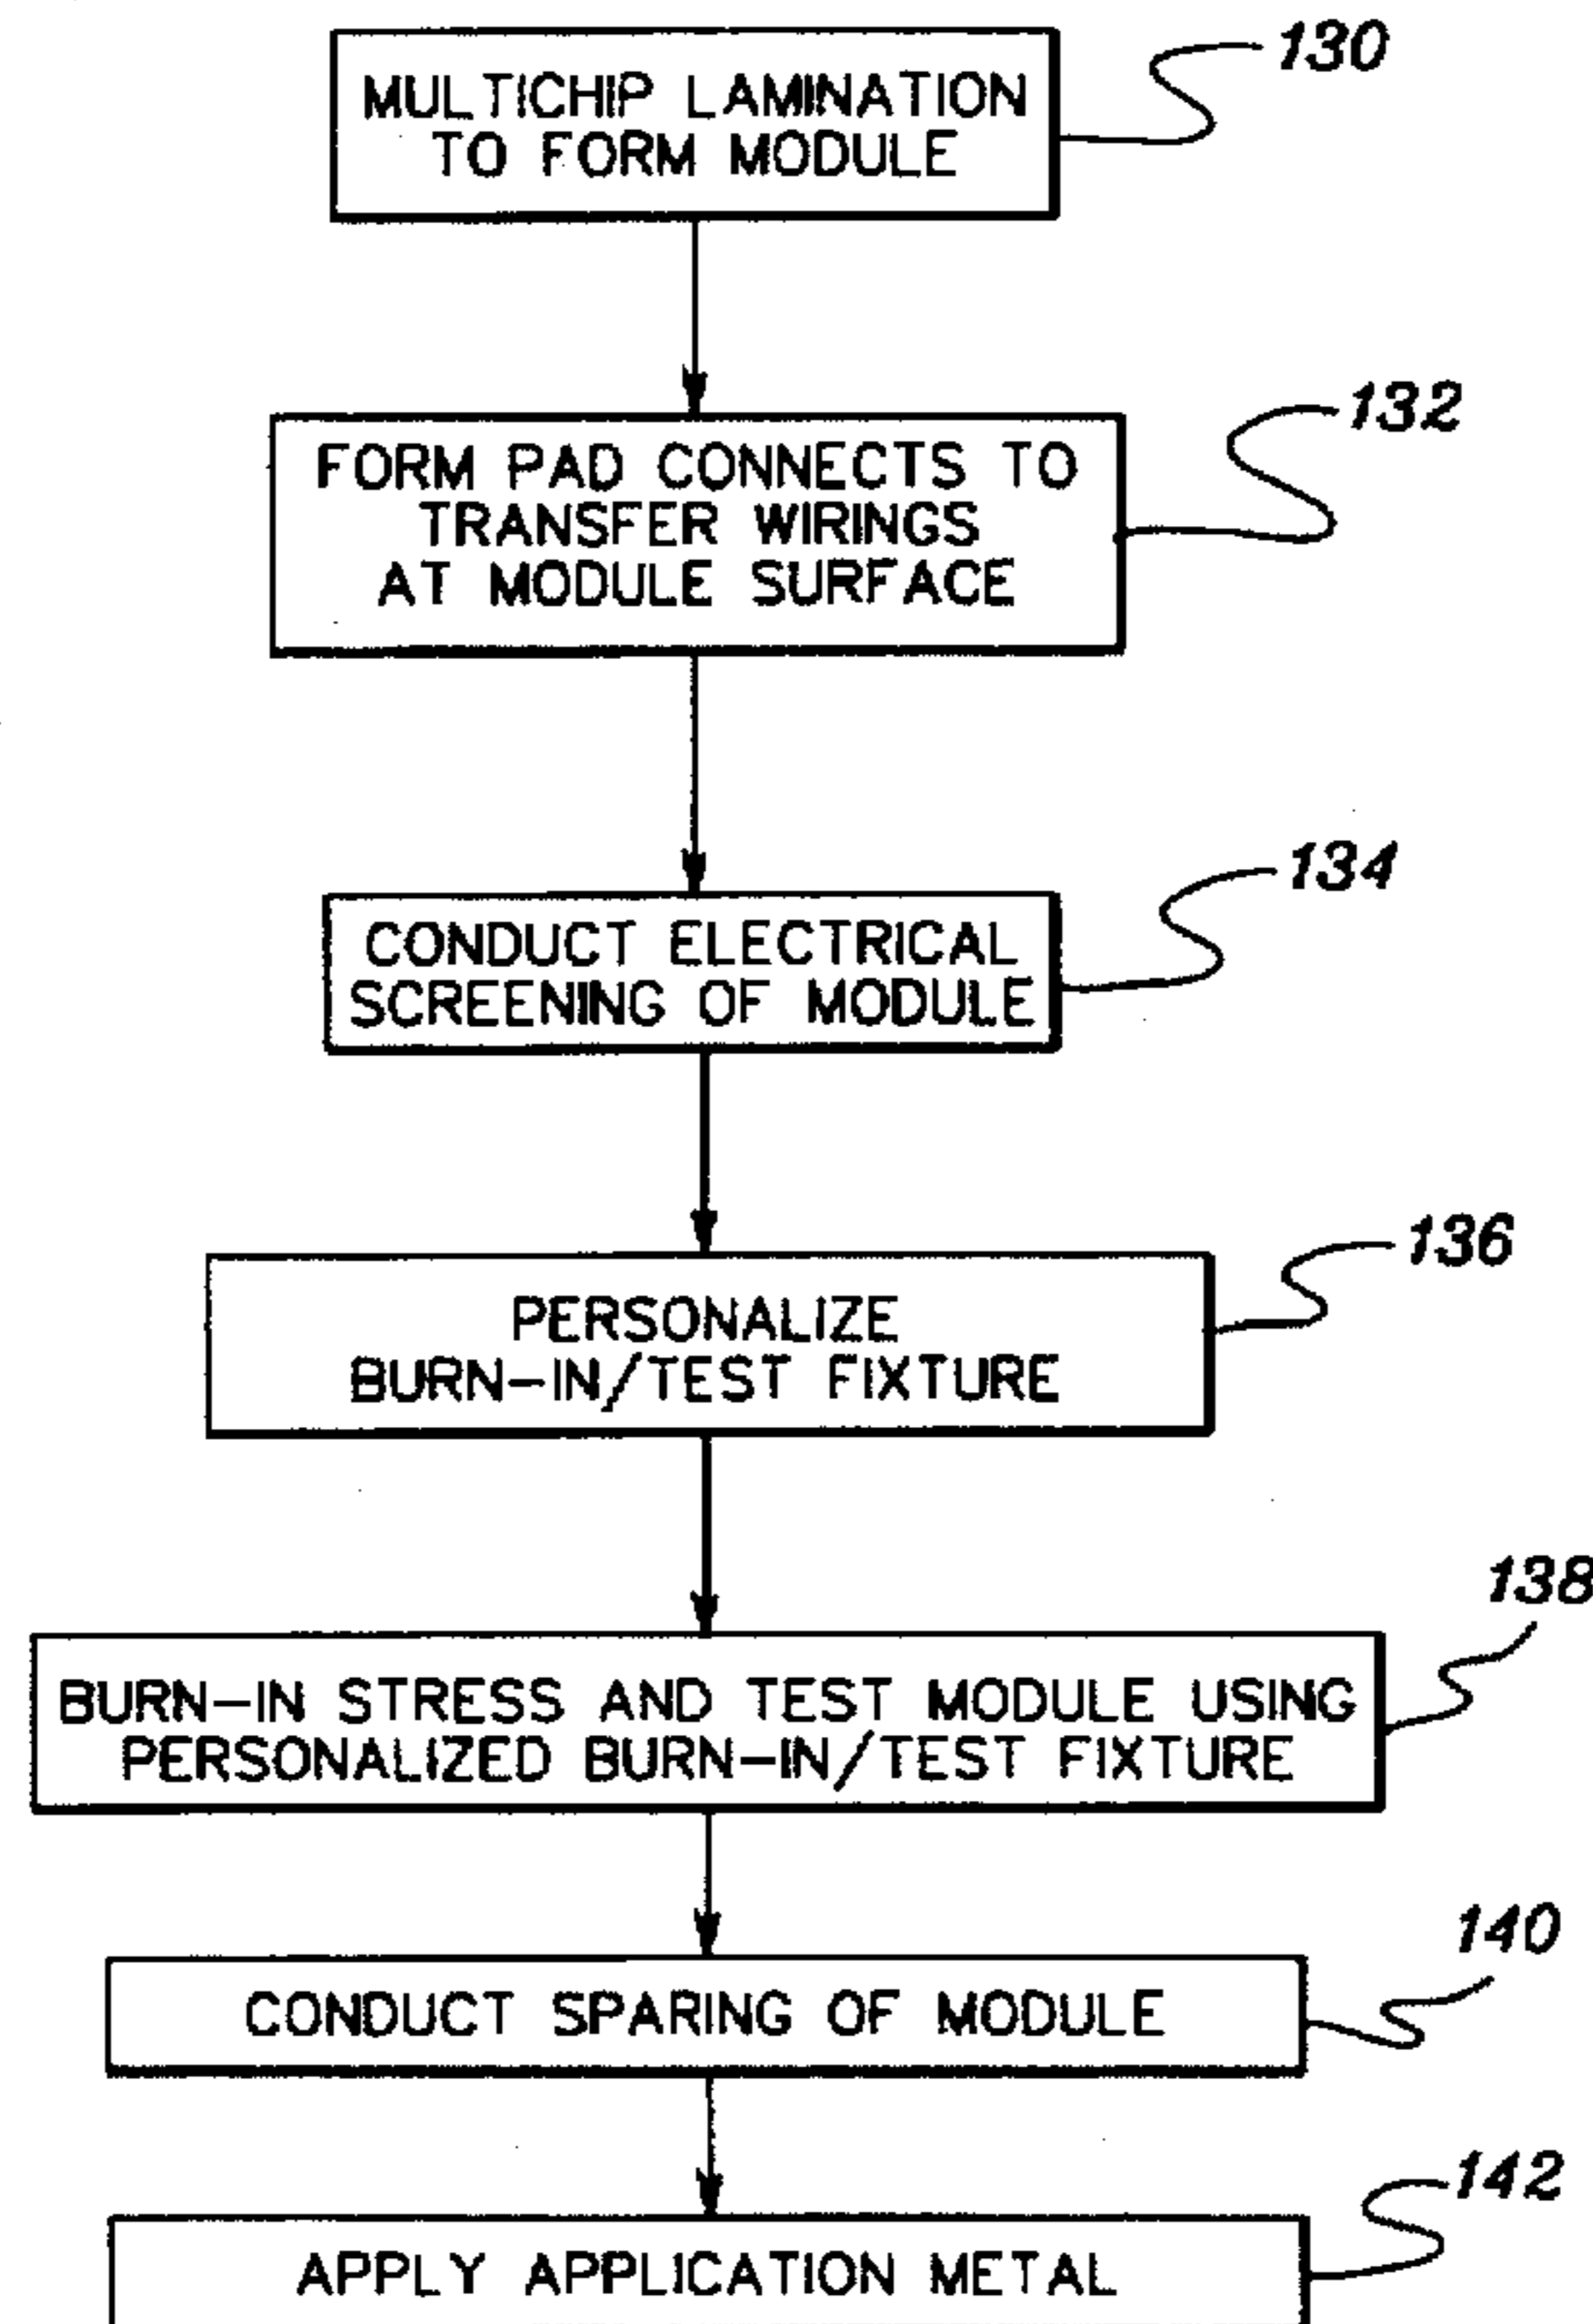 130
MULTICHIP LAMINATION
TO FORM MODULE
132
FORM PAD CONNECTS TO
TRANSFER WIRINGS
AT MODULE SURFACE
134
CONDUCT ELECTRICAL
SCREENING OF MODULE
136
PERSONALIZE
BURN-IN/TEST FIXTURE
138
BURN-IN STRESS AND TEST MODULE USING
PERSONALIZED BURN-IN/TEST FIXTURE
140
CONDUCT SPARING OF MODULE
142
APPLY APPLICATION METAL